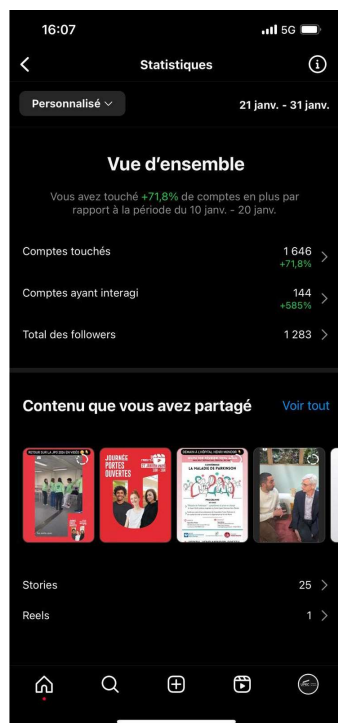 16:07
5G
Statistiques
Personnalisé
21 janv. - 31 janv.
Vue d'ensemble
Vous avez touché +71,8% de comptes en plus par
rapport à la période du 10 janv. - 20 janv.
Comptes touchés
1 646
+71,8%
Comptes ayant interagi
144
+585%
Total des followers
1 283
Contenu que vous avez partagé
Voir tout
JOURNÉE
PORTES
OUVERTES
LA MALADIE DE PARKINSON
Stories
25
Reels
1